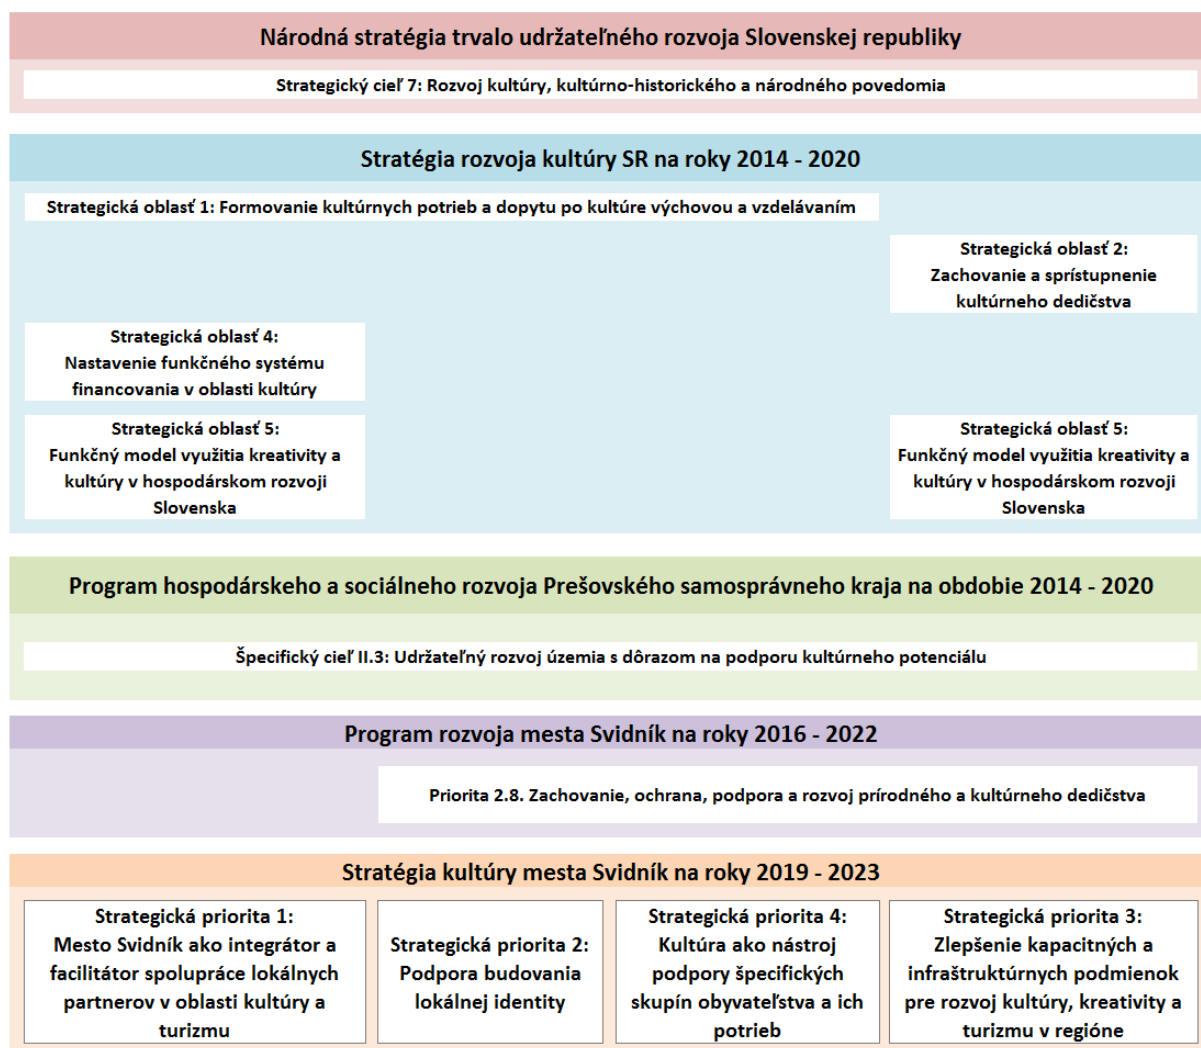 Národná stratégia trvalo udržateľného rozvoja Slovenskej republiky
Strategický cieľ 7: Rozvoj kultúry, kultúrno-historického a národného povedomia
Stratégia rozvoja kultúry SR na roky 2014 - 2020
Strategická oblasť 1: Formovanie kultúrnych potrieb a dopytu po kultúre výchovou a vzdelávaním
Strategická oblasť 2:
Zachovanie a sprístupnenie
kultúrneho dedičstva
Strategická oblasť 4:
Nastavenie funkčného systému
financovania v oblasti kultúry
Strategická oblasť 5:
Funkčný model využitia kreativity a
kultúry v hospodárskom rozvoji
Slovenska
Strategická oblasť 5:
Funkčný model využitia kreativity a
kultúry v hospodárskom rozvoji
Slovenska
Program hospodárskeho a sociálneho rozvoja Prešovského samosprávneho kraja na obdobie 2014 - 2020
Špecifický cieľ II.3: Udržateľný rozvoj územia s dôrazom na podporu kultúrneho potenciálu
Program rozvoja mesta Svidník na roky 2016 - 2022
Priorita 2.8. Zachovanie, ochrana, podpora a rozvoj prírodného a kultúrneho dedičstva
Stratégia kultúry mesta Svidník na roky 2019 - 2023
Strategická priorita 1:
Mesto Svidník ako integrátor a
facilitátor spolupráce lokálnych
partnerov v oblasti kultúry a
turizmu
Strategická priorita 2:
Podpora budovania
lokálnej identity
Strategická priorita 4:
Kultúra ako nástroj
podpory špecifických
skupín obyvateľstva a ich
potrieb
Strategická priorita 3:
Zlepšenie kapacitných a
infraštruktúrnych podmienok
pre rozvoj kultúry, kreativity a
turizmu v regióne